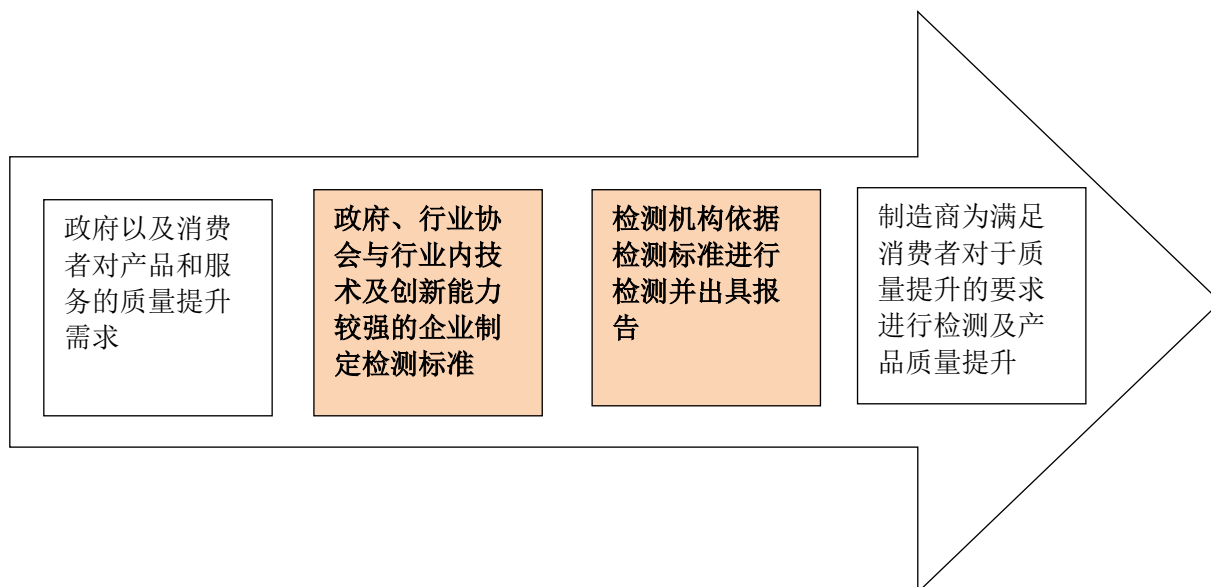 政府以及消费
者对产品和服
务的质量提升
需求
政府、行业协
会与行业内技
术及创新能力
较强的企业制
定检测标准
检测机构依据
检测标准进行
检测并出具报
告
制造商为满足
消费者对于质
量提升的要求
进行检测及产
品质量提升